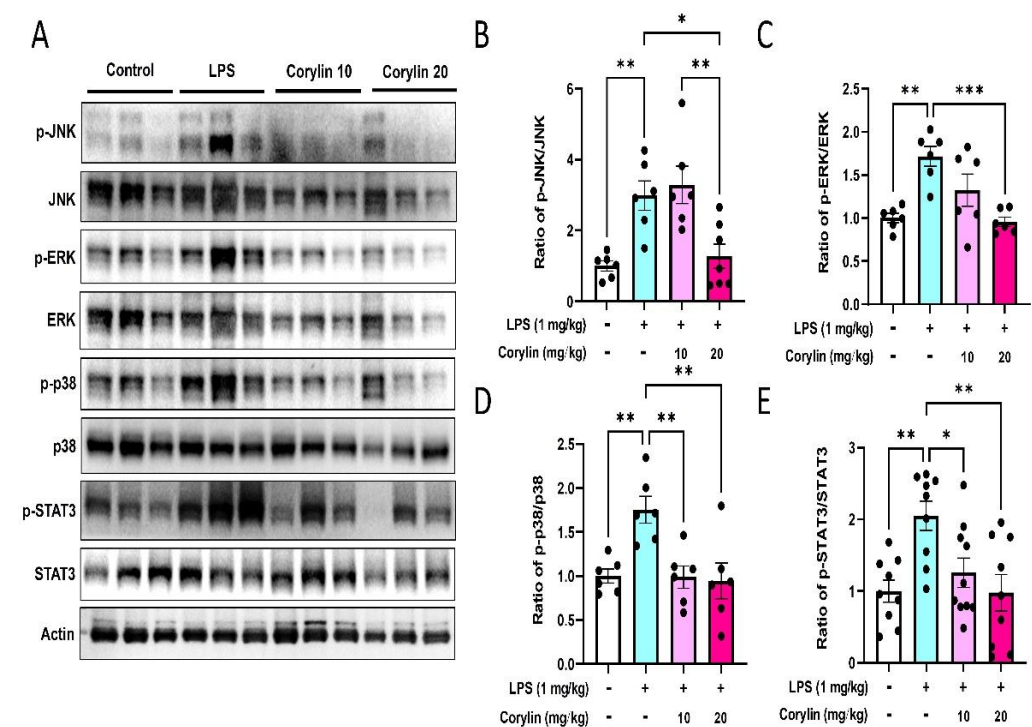 A
Control LPS Corylin 10 Corylin 20
p-JNK
JNK
p-ERK
ERK
p-p38
p38
p-STAT3
STAT3
Actin
B
* 
** **
Ratio of p-JNK/JNK
6
4
2
0
LPS (1 mg/kg) - + + +
Corylin (mg/kg) - - 10 20
C
** ***
Ratio of p-ERK/ERK
2.5
2.0
1.5
1.0
0.5
0.0
LPS (1 mg/kg) - + + +
Corylin (mg/kg) - - 10 20
D
**
** **
Ratio of p-p38/p38
2.5
2.0
1.5
1.0
0.5
0.0
LPS (1 mg/kg) - + + +
Corylin (mg/kg) - - 10 20
E
**
** *
Ratio of p-STAT3/STAT3
3
2
1
0
LPS (1 mg/kg) - + + +
Corylin (mg/kg) - - 10 20